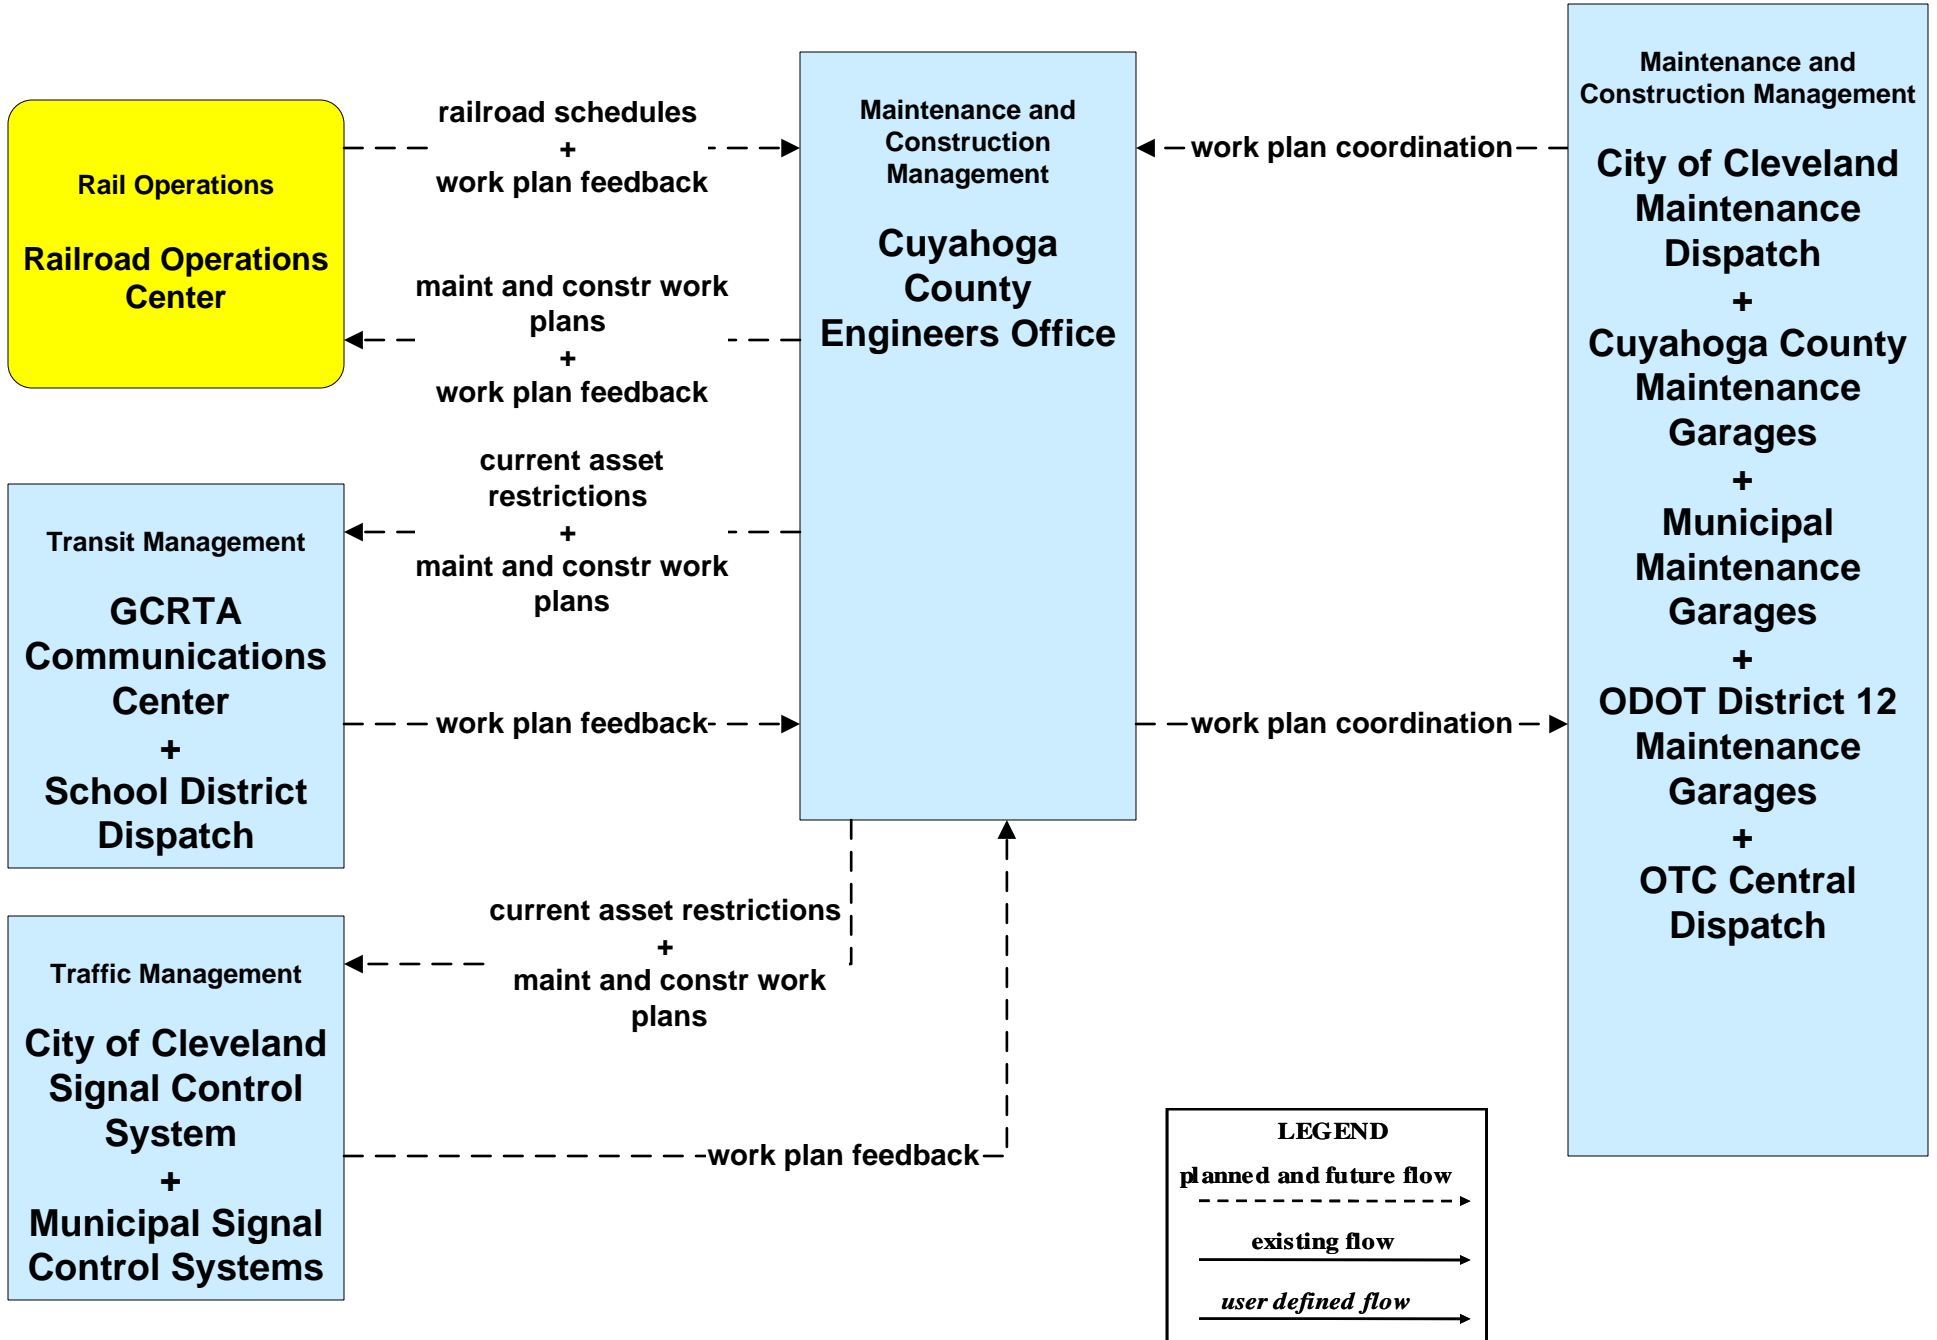 Rail Operations
Railroad Operations
Center
railroad schedules
+
work plan feedback
maint and constr work
plans
+
work plan feedback
Transit Management
GCRTA
Communications
Center
+
School District
Dispatch
current asset
restrictions
+
maint and constr work
plans
work plan feedback
Traffic Management
City of Cleveland
Signal Control
System
+
Municipal Signal
Control Systems
current asset restrictions
+
maint and constr work
plans
work plan feedback
Maintenance and
Construction
Management
Cuyahoga
County
Engineers Office
work plan coordination
work plan coordination
Maintenance and
Construction Management
City of Cleveland
Maintenance
Dispatch
+
Cuyahoga County
Maintenance
Garages
+
Municipal
Maintenance
Garages
+
ODOT District 12
Maintenance
Garages
+
OTC Central
Dispatch
LEGEND
planned and future flow
existing flow
user defined flow